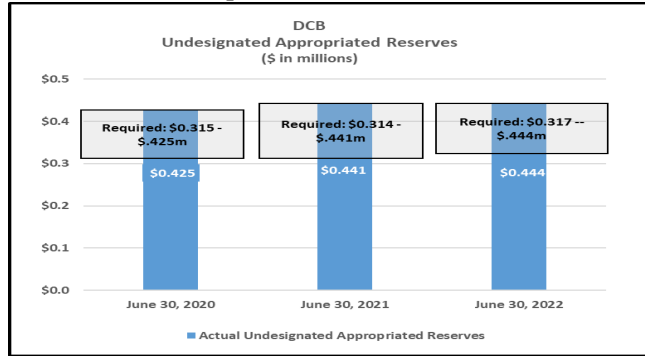 DCB
Undesignated Appropriated Reserves
($ in millions)
$0.5
$0.4
$0.3
$0.2
$0.1
$0.0
Required: $0.315 -
$.425m
Required: $0.314 -
$.441m
Required: $0.317 --
$.444m
$0.425
$0.441
$0.444
June 30, 2020
June 30, 2021
June 30, 2022
Actual Undesignated Appropriated Reserves